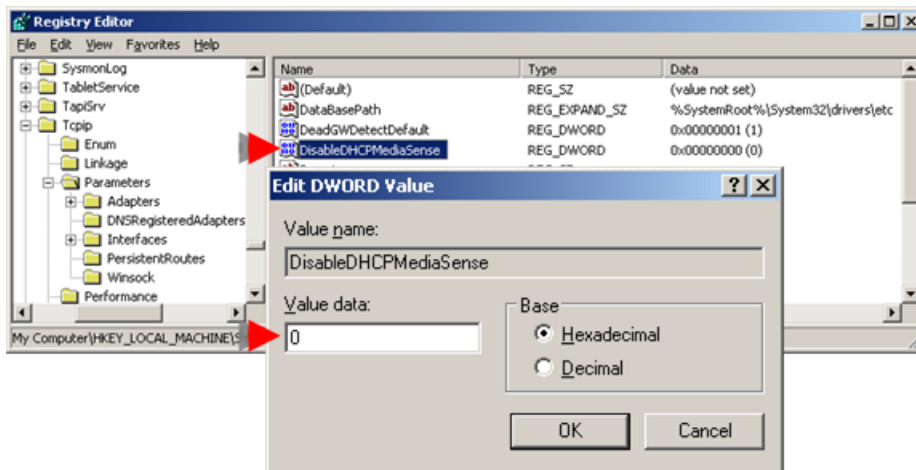 Registry Editor
File Edit View Favorites Help
SysmonLog
TabletService
TapiSrv
Tcpip
Enum
Linkage
Parameters
Adapters
DNSRegisteredAdapters
Interfaces
PersistentRoutes
Winsock
Performance
Name Type Data
(Default) REG_SZ (value not set)
DataBasePath REG_EXPAND_SZ %SystemRoot%\System32\drivers\etc
DeadGWDetectDefault REG_DWORD 0x00000001 (1)
DisableDHCPMediaSense REG_DWORD 0x00000000 (0)
My Computer\HKEY_LOCAL_MACHINE\S
Edit DWORD Value
Value name:
DisableDHCPMediaSense
Value data:
0
Base
Hexadecimal
Decimal
OK Cancel